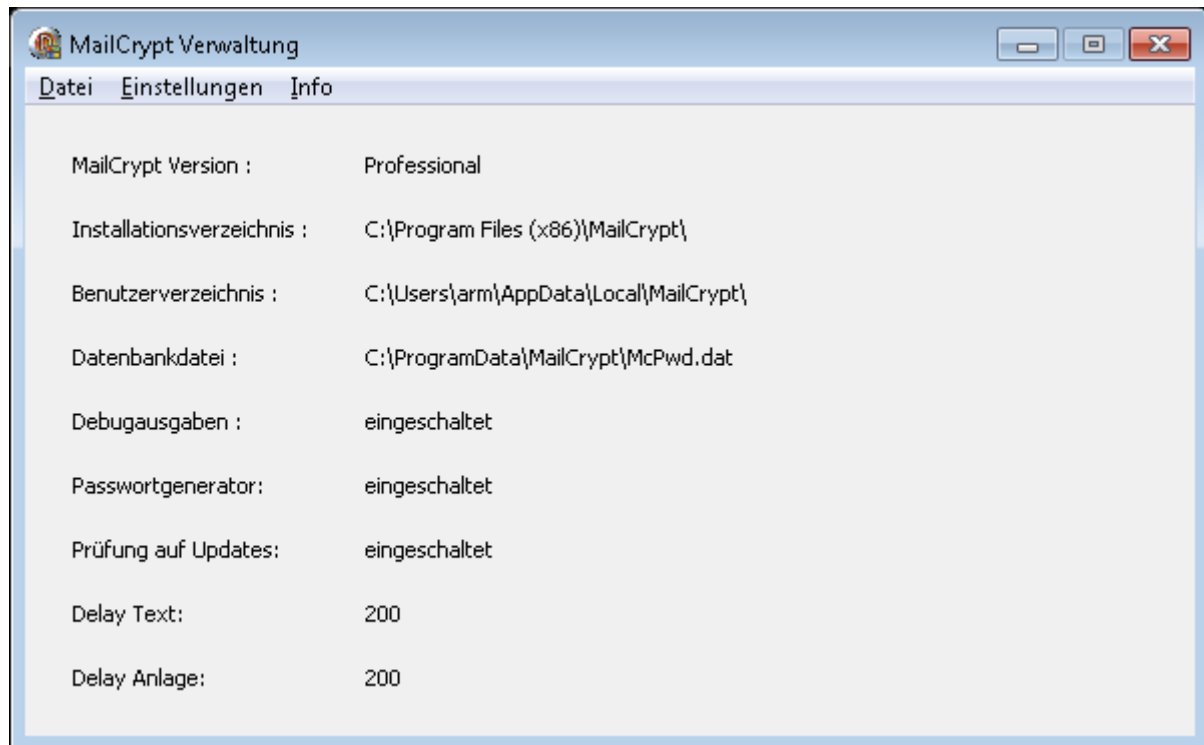 MailCrypt Verwaltung
Datei Einstellungen Info
MailCrypt Version : Professional
Installationsverzeichnis : C:\Program Files (x86)\MailCrypt\
Benutzerverzeichnis : C:\Users\arm\AppData\Local\MailCrypt\
Datenbankdatei : C:\ProgramData\MailCrypt\McPwd.dat
Debugausgaben : eingeschaltet
Passwortgenerator: eingeschaltet
Prüfung auf Updates: eingeschaltet
Delay Text: 200
Delay Anlage: 200